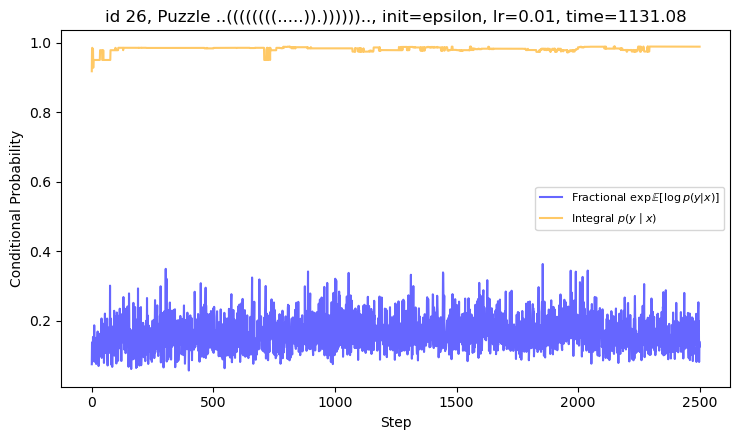 id 26, Puzzle ..((((((((.....)).)))))).., init=epsilon, lr=0.01, time=1131.08
Conditional Probability
1.0
0.8
0.6
0.4
0.2
Fractional exp𝔼[log p(y|x)]
Integral p(y | x)
0
500
1000
1500
2000
2500
Step